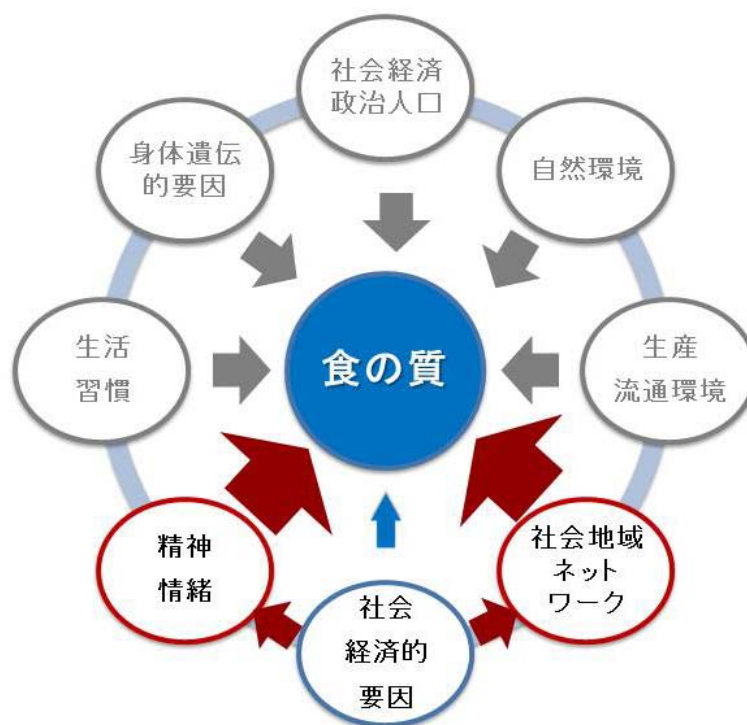 社会経済
政治人口
身体遺伝
的要因
自然環境
生活
習慣
食の質
生産
流通環境
精神
情緒
社会
経済的
要因
社会地域
ネット
ワーク